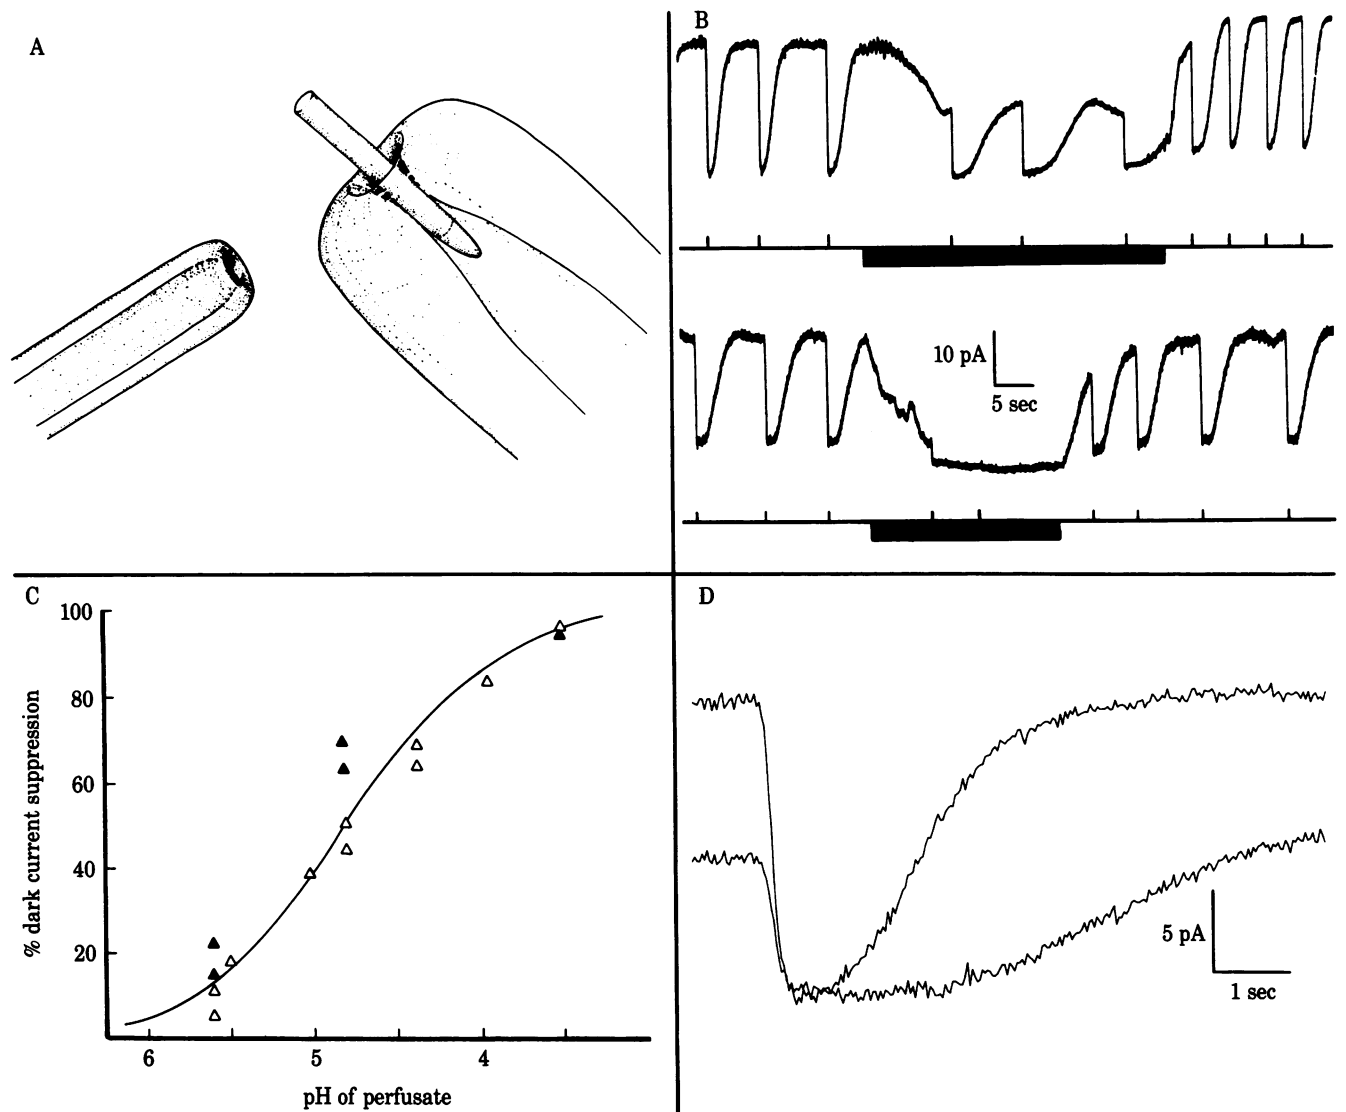 A
B
10 pA
5 sec
C
100
80
60
40
20
% dark current suppression
6 5 4
pH of perfusate
D
5 pA
1 sec